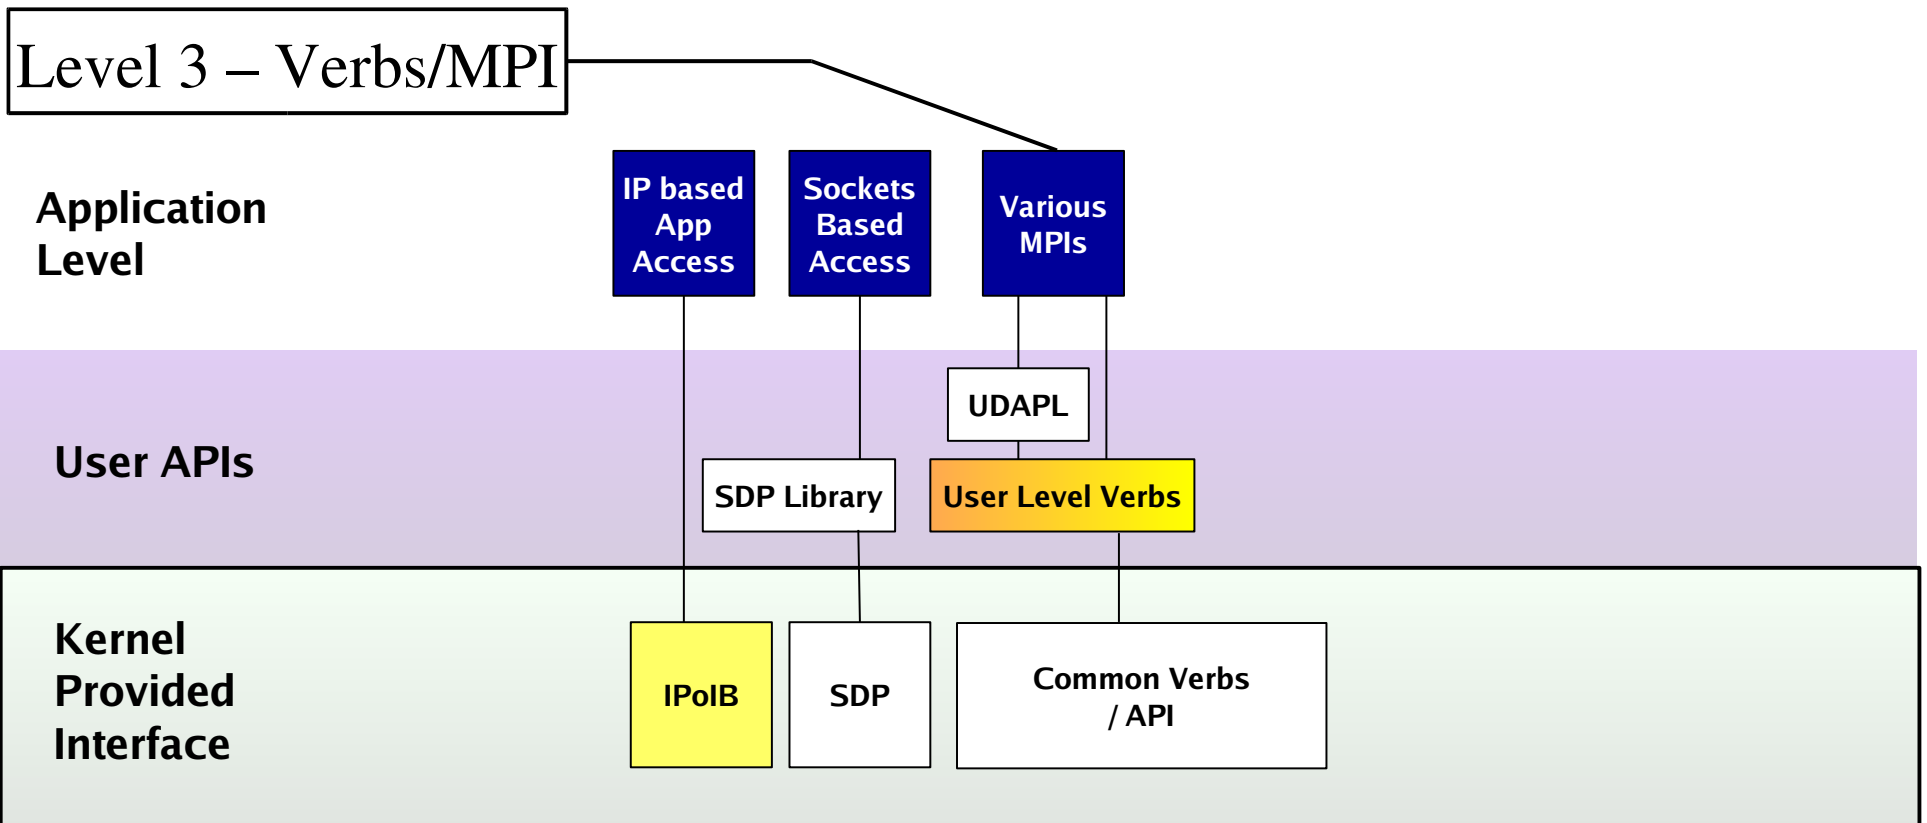 Level 3 – Verbs/MPI
Application
Level
IP based
App
Access
Sockets
Based
Access
Various
MPIs
User APIs
UDAPL
SDP Library
User Level Verbs
Kernel
Provided
Interface
IPoIB
SDP
Common Verbs
/ API